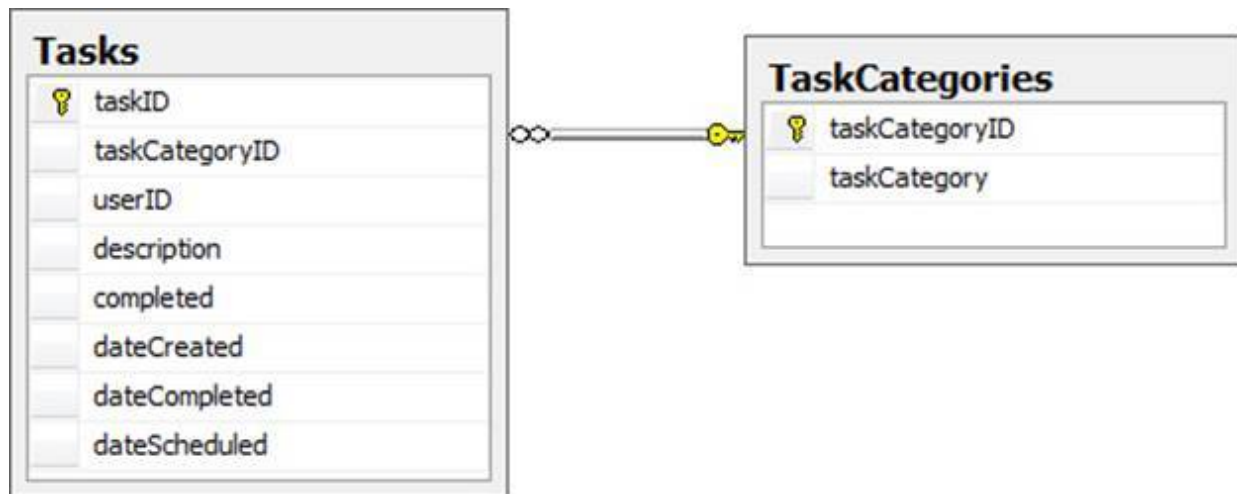 Tasks
taskID
taskCategoryID
userID
description
completed
dateCreated
dateCompleted
dateScheduled
TaskCategories
taskCategoryID
taskCategory